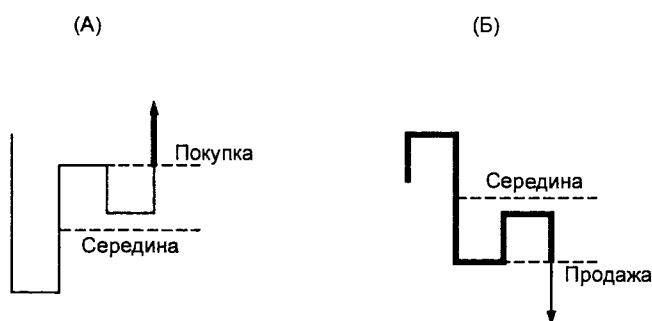 (А)
(Б)
Покупка
Середина
Середина
Продажа